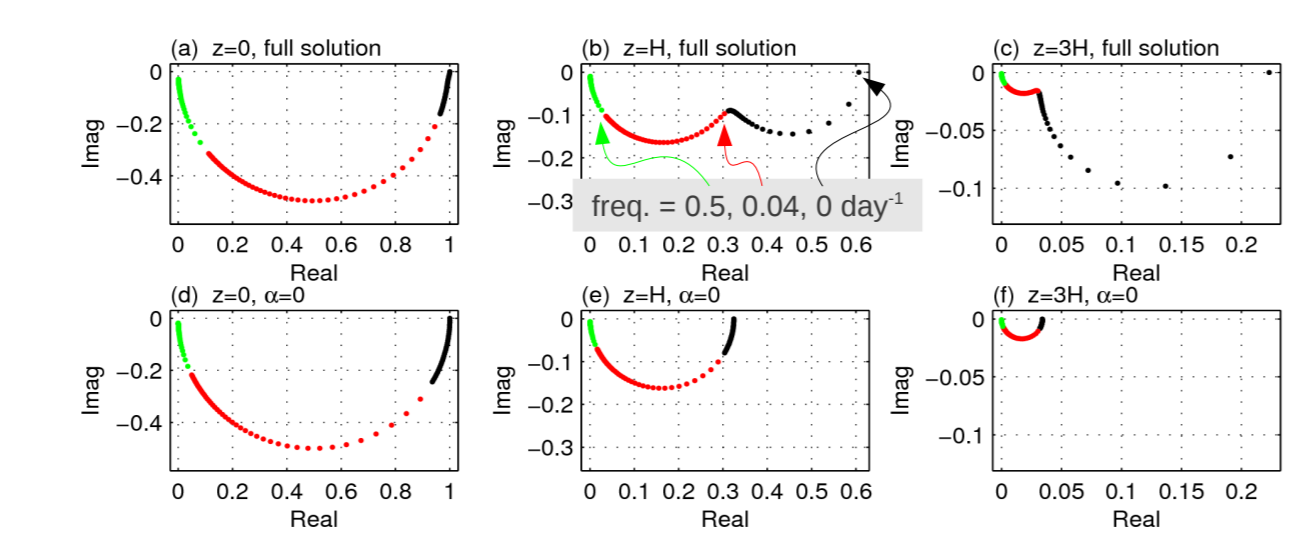 (a) z=0, full solution
0
−0.2
−0.4
Imag
0 0.2 0.4 0.6 0.8 1
Real
(b) z=H, full solution
0
−0.1
−0.2
−0.3
Imag
freq. = 0.5, 0.04, 0 day-1
0 0.1 0.2 0.3 0.4 0.5 0.6
Real
(c) z=3H, full solution
0
−0.05
−0.1
Imag
0 0.05 0.1 0.15 0.2
Real
(d) z=0, α=0
0
−0.2
−0.4
Imag
0 0.2 0.4 0.6 0.8 1
Real
(e) z=H, α=0
0
−0.1
−0.2
−0.3
Imag
0 0.1 0.2 0.3 0.4 0.5 0.6
Real
(f) z=3H, α=0
0
−0.05
−0.1
Imag
0 0.05 0.1 0.15 0.2
Real